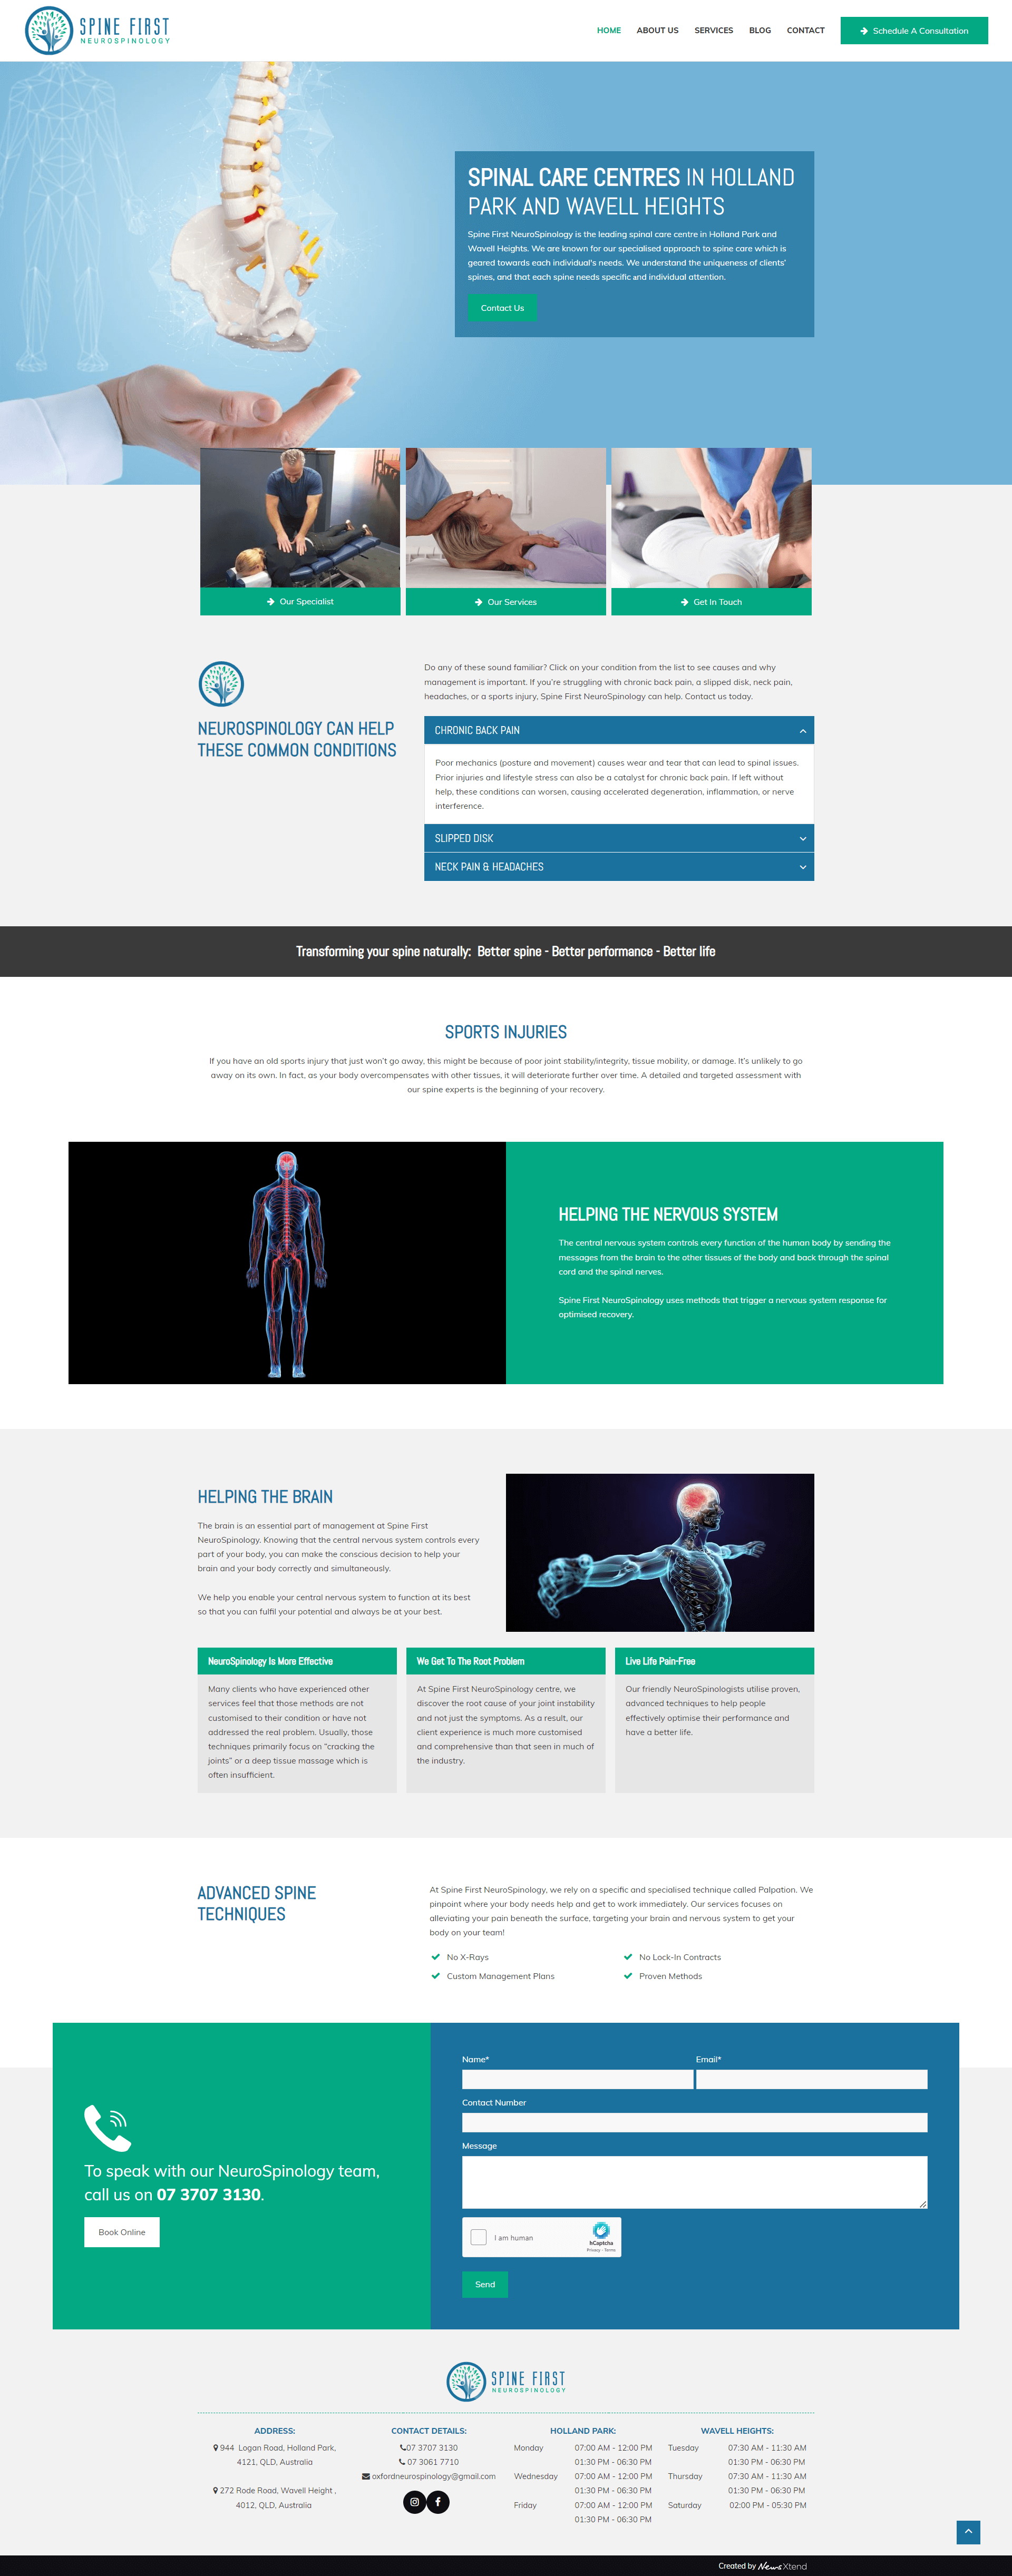 SPINE FIRST
NEUROSPINOLOGY
HOME
ABOUT US
SERVICES
BLOG
CONTACT
Schedule A Consultation
SPINAL CARE CENTRES IN HOLLAND
PARK AND WAVELL HEIGHTS
Spine First NeuroSpinology is the leading spinal care centre in Holland Park and
Wavell Heights. We are known for our specialised approach to spine care which is
geared towards each individual's needs. We understand the uniqueness of clients'
spines, and that each spine needs specific and individual attention.
Contact Us
Our Specialist
Our Services
Get In Touch
NEUROSPINOLOGY CAN HELP
THESE COMMON CONDITIONS
Do any of these sound familiar? Click on your condition from the list to see causes and why
management is important. If you're struggling with chronic back pain, a slipped disk, neck pain,
headaches, or a sports injury, Spine First NeuroSpinology can help. Contact us today.
CHRONIC BACK PAIN
Poor mechanics (posture and movement) causes wear and tear that can lead to spinal issues.
Prior injuries and lifestyle stress can also be a catalyst for chronic back pain. If left without
help, these conditions can worsen, causing accelerated degeneration, inflammation, or nerve
interference.
SLIPPED DISK
NECK PAIN & HEADACHES
Transforming your spine naturally: Better spine - Better performance - Better life
SPORTS INJURIES
If you have an old sports injury that just won't go away, this might be because of poor joint stability/integrity, tissue mobility, or damage. It's unlikely to go
away on its own. In fact, as your body overcompensates with other tissues, it will deteriorate further over time. A detailed and targeted assessment with
our spine experts is the beginning of your recovery.
HELPING THE NERVOUS SYSTEM
The central nervous system controls every function of the human body by sending the
messages from the brain to the other tissues of the body and back through the spinal
cord and the spinal nerves.
Spine First NeuroSpinology uses methods that trigger a nervous system response for
optimised recovery.
HELPING THE BRAIN
The brain is an essential part of management at Spine First
NeuroSpinology. Knowing that the central nervous system controls every
part of your body, you can make the conscious decision to help your
brain and your body correctly and simultaneously.
We help you enable your central nervous system to function at its best
so that you can fulfil your potential and always be at your best.
NeuroSpinology Is More Effective
Many clients who have experienced other
services feel that those methods are not
customised to their condition or have not
addressed the real problem. Usually, those
techniques primarily focus on "cracking the
joints" or a deep tissue massage which is
often insufficient.
We Get To The Root Problem
At Spine First NeuroSpinology centre, we
discover the root cause of your joint instability
and not just the symptoms. As a result, our
client experience is much more customised
and comprehensive than that seen in much of
the industry.
Live Life Pain-Free
Our friendly NeuroSpinologists utilise proven,
advanced techniques to help people
effectively optimise their performance and
have a better life.
ADVANCED SPINE
TECHNIQUES
At Spine First NeuroSpinology, we rely on a specific and specialised technique called Palpation. We
pinpoint where your body needs help and get to work immediately. Our services focuses on
alleviating your pain beneath the surface, targeting your brain and nervous system to get your
body on your team!
No X-Rays
No Lock-In Contracts
Custom Management Plans
Proven Methods
To speak with our NeuroSpinology team,
call us on 07 3707 3130.
Book Online
Name*
Email*
Contact Number
Message
I am human
hCaptcha
Privacy - Terms
Send
SPINE FIRST
NEUROSPINOLOGY
ADDRESS:
944 Logan Road, Holland Park,
4121, QLD, Australia
272 Rode Road, Wavell Height ,
4012, QLD, Australia
CONTACT DETAILS:
07 3707 3130
07 3061 7710
oxfordneurospinology@gmail.com
HOLLAND PARK:
Monday 07:00 AM - 12:00 PM
01:30 PM - 06:30 PM
Wednesday 07:00 AM - 12:00 PM
01:30 PM - 06:30 PM
Friday 07:00 AM - 12:00 PM
01:30 PM - 06:30 PM
WAVELL HEIGHTS:
Tuesday 07:30 AM - 11:30 AM
01:30 PM - 06:30 PM
Thursday 07:30 AM - 11:30 AM
01:30 PM - 06:30 PM
Saturday 02:00 PM - 05:30 PM
Created by News Xtend